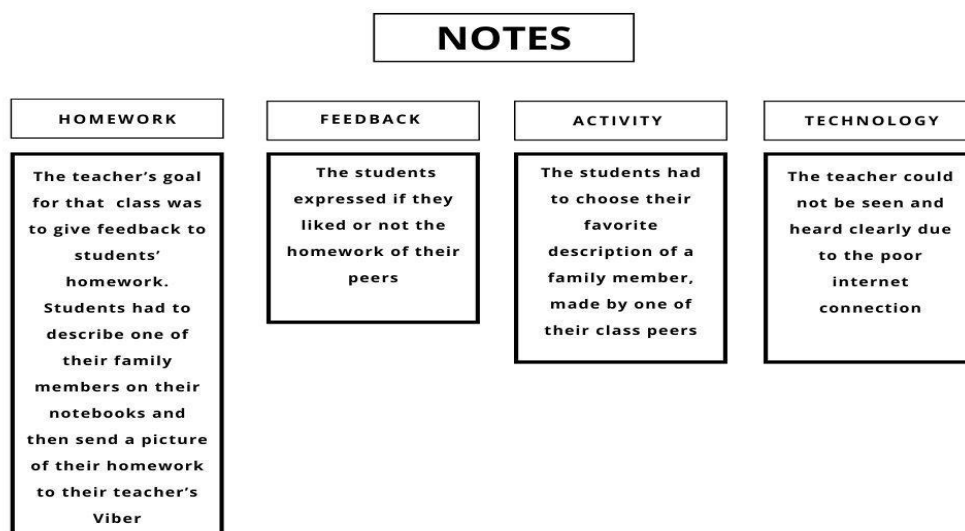 NOTES
HOMEWORK
The teacher's goal
for that class was
to give feedback to
students'
homework.
Students had to
describe one of
their family
members on their
notebooks and
then send a picture
of their homework
to their teacher's
Viber
FEEDBACK
The students
expressed if they
liked or not the
homework of their
peers
ACTIVITY
The students had
to choose their
favorite
description of a
family member,
made by one of
their class peers
TECHNOLOGY
The teacher could
not be seen and
heard clearly due
to the poor
internet
connection